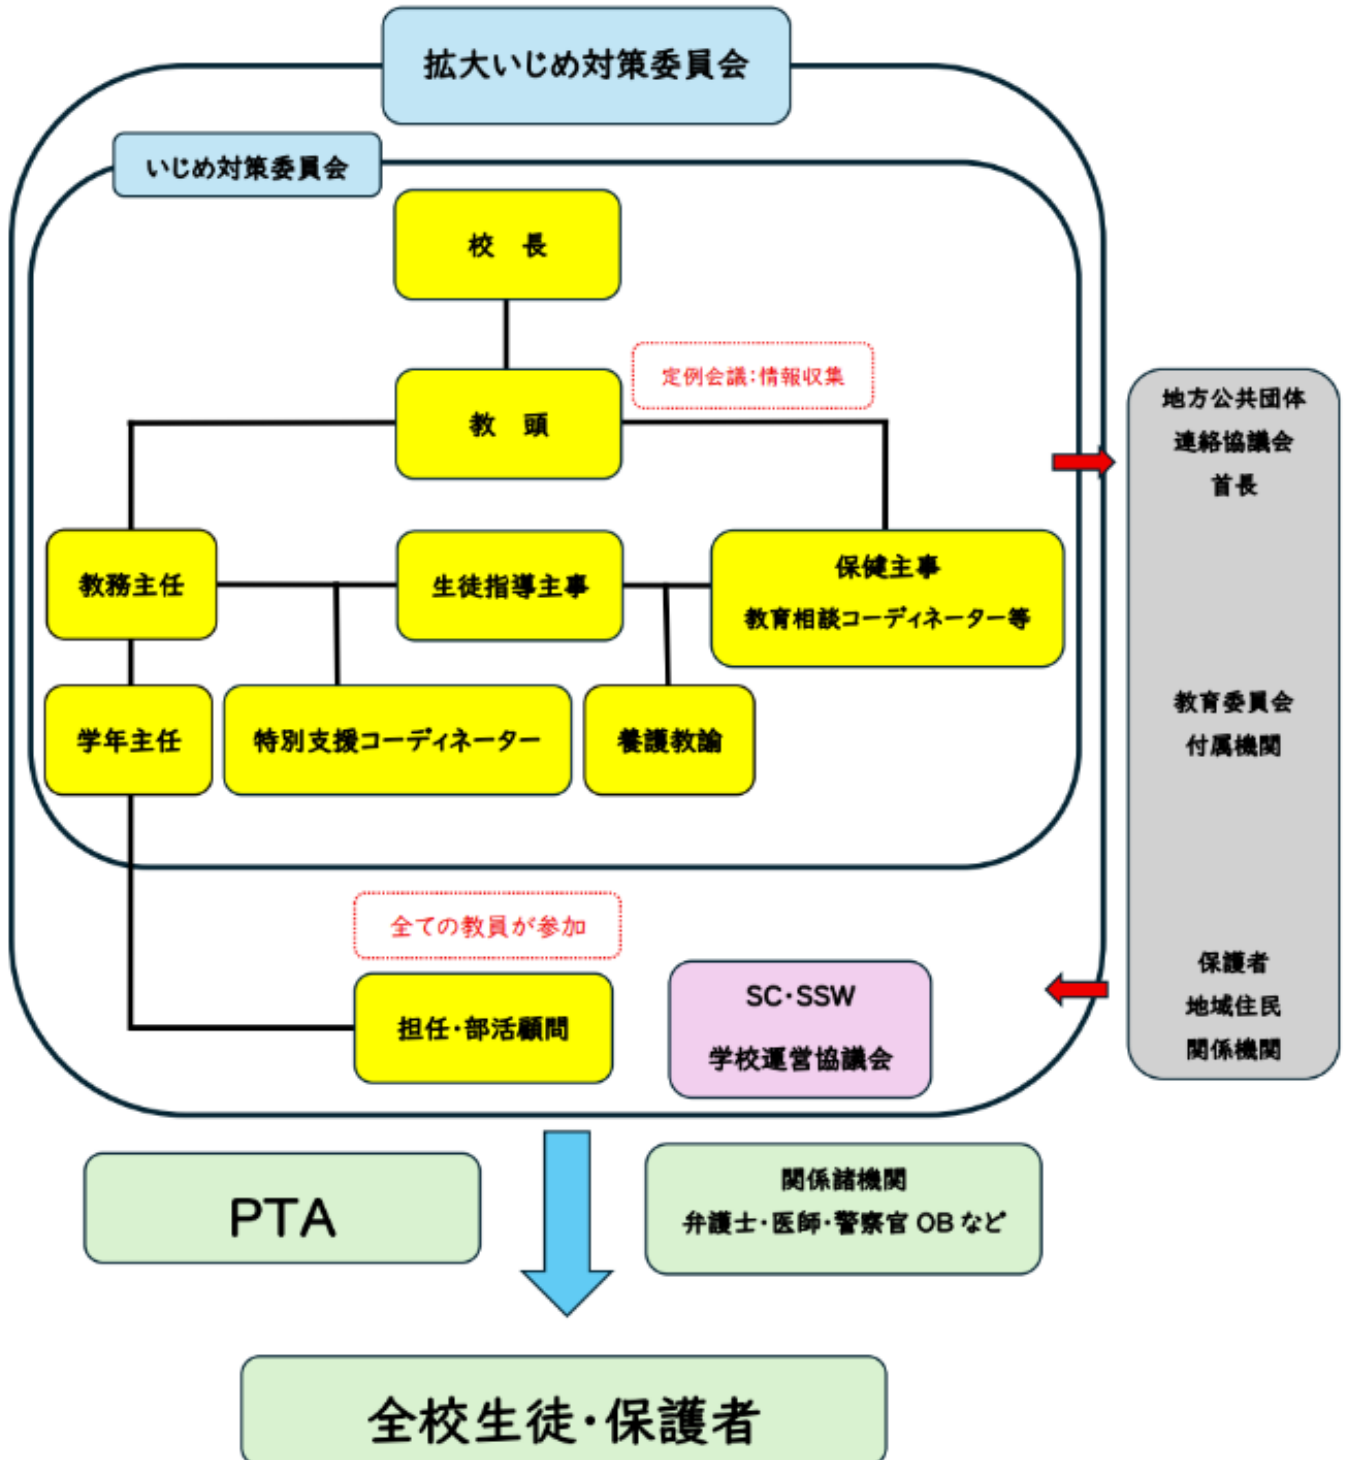 拡大いじめ対策委員会
いじめ対策委員会
校　長
定例会議:情報収集
教　頭
地方公共団体
連絡協議会
首長
教務主任
生徒指導主事
保健主事
教育相談コーディネーター等
学年主任
特別支援コーディネーター
養護教諭
教育委員会
付属機関
全ての教員が参加
担任・部活顧問
SC・SSW
学校運営協議会
保護者
地域住民
関係機関
PTA
関係諸機関
弁護士・医師・警察官 OB など
全校生徒・保護者